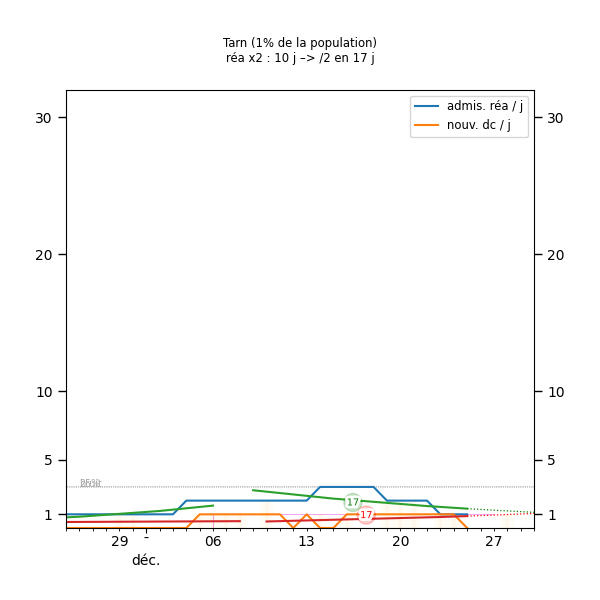 Tarn (1% de la population)
réa x2 : 10 j –> /2 en 17 j
admis. réa / j
nouv. dc / j
30 30
20 20
10 10
5 5
17
1 17 1
29 - 06 13 20 27
déc.